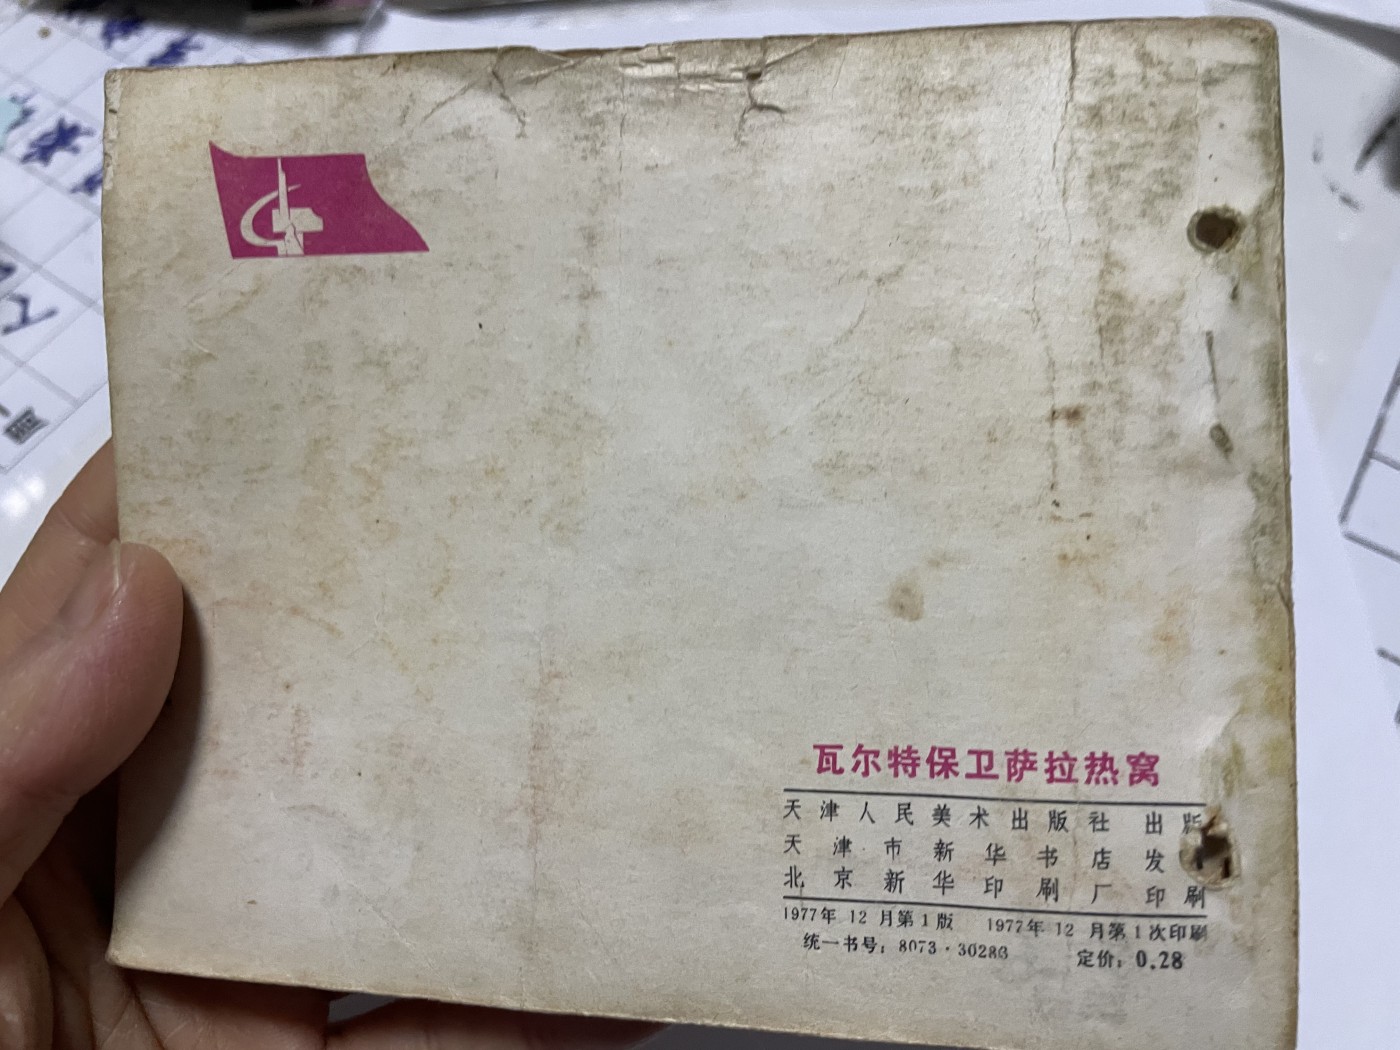 瓦尔特保卫萨拉热窝
天津人民美术出版社 出版
天津市新华书店发
北京新华印刷厂印刷
1977年12月第1版 1977年12月第1次印刷
统一书号：8073·30286 定价：0.28